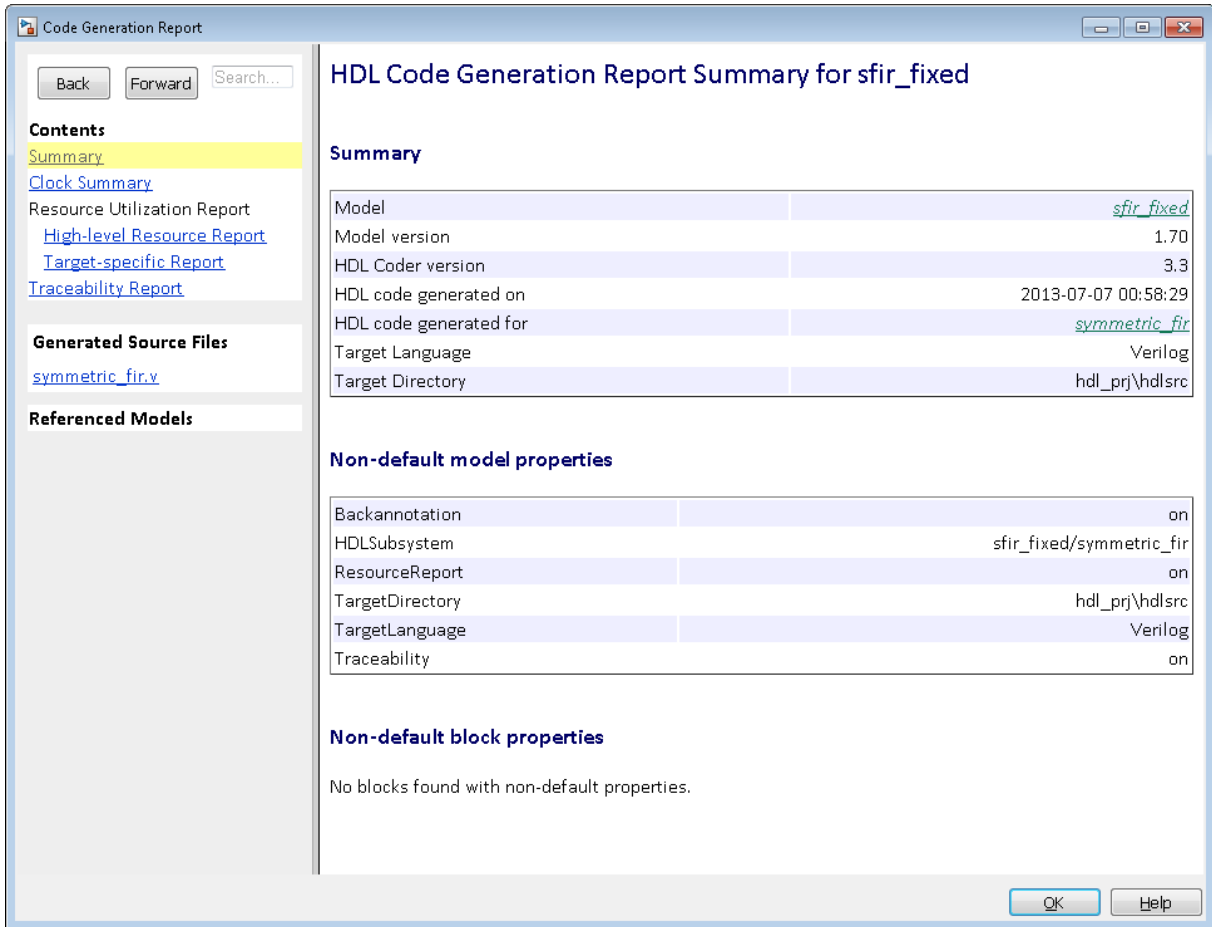 Code Generation Report
Back Forward Search...
Contents
Summary
Clock Summary
Resource Utilization Report
High-level Resource Report
Target-specific Report
Traceability Report
Generated Source Files
symmetric_fir.v
Referenced Models
HDL Code Generation Report Summary for sfir_fixed
Summary
Model sfir_fixed
Model version 1.70
HDL Coder version 3.3
HDL code generated on 2013-07-07 00:58:29
HDL code generated for symmetric_fir
Target Language Verilog
Target Directory hdl_prj\hdlsrc
Non-default model properties
Backannotation on
HDLSubsystem sfir_fixed/symmetric_fir
ResourceReport on
TargetDirectory hdl_prj\hdlsrc
TargetLanguage Verilog
Traceability on
Non-default block properties
No blocks found with non-default properties.
OK Help